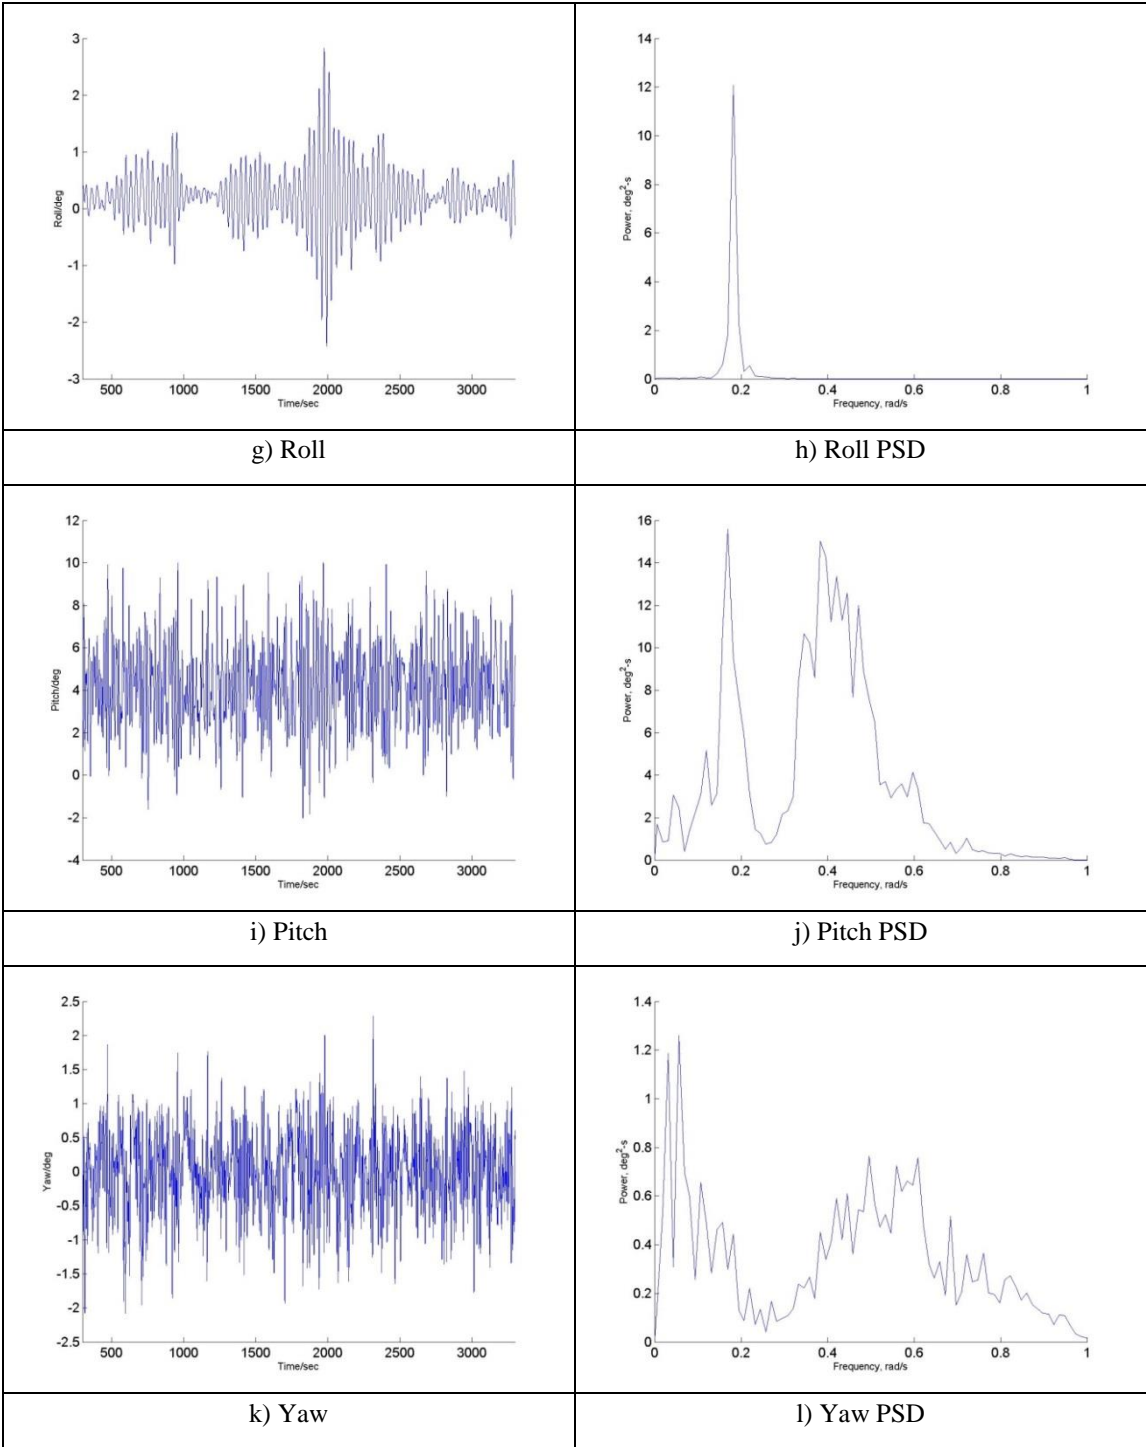 3
2
1
0
-1
-2
-3
Roll/deg
500 1000 1500 2000 2500 3000
Time/sec
14
12
10
8
6
4
2
0
Power, deg²-s
0 0.2 0.4 0.6 0.8 1
Frequency, rad/s
g) Roll
h) Roll PSD
12
10
8
6
4
2
0
-2
-4
Pitch/deg
500 1000 1500 2000 2500 3000
Time/sec
16
14
12
10
8
6
4
2
0
Power, deg²-s
0 0.2 0.4 0.6 0.8 1
Frequency, rad/s
i) Pitch
j) Pitch PSD
2.5
2
1.5
1
0.5
0
-0.5
-1
-1.5
-2
-2.5
Yaw/deg
500 1000 1500 2000 2500 3000
Time/sec
1.4
1.2
1
0.8
0.6
0.4
0.2
0
Power, deg²-s
0 0.2 0.4 0.6 0.8 1
Frequency, rad/s
k) Yaw
l) Yaw PSD